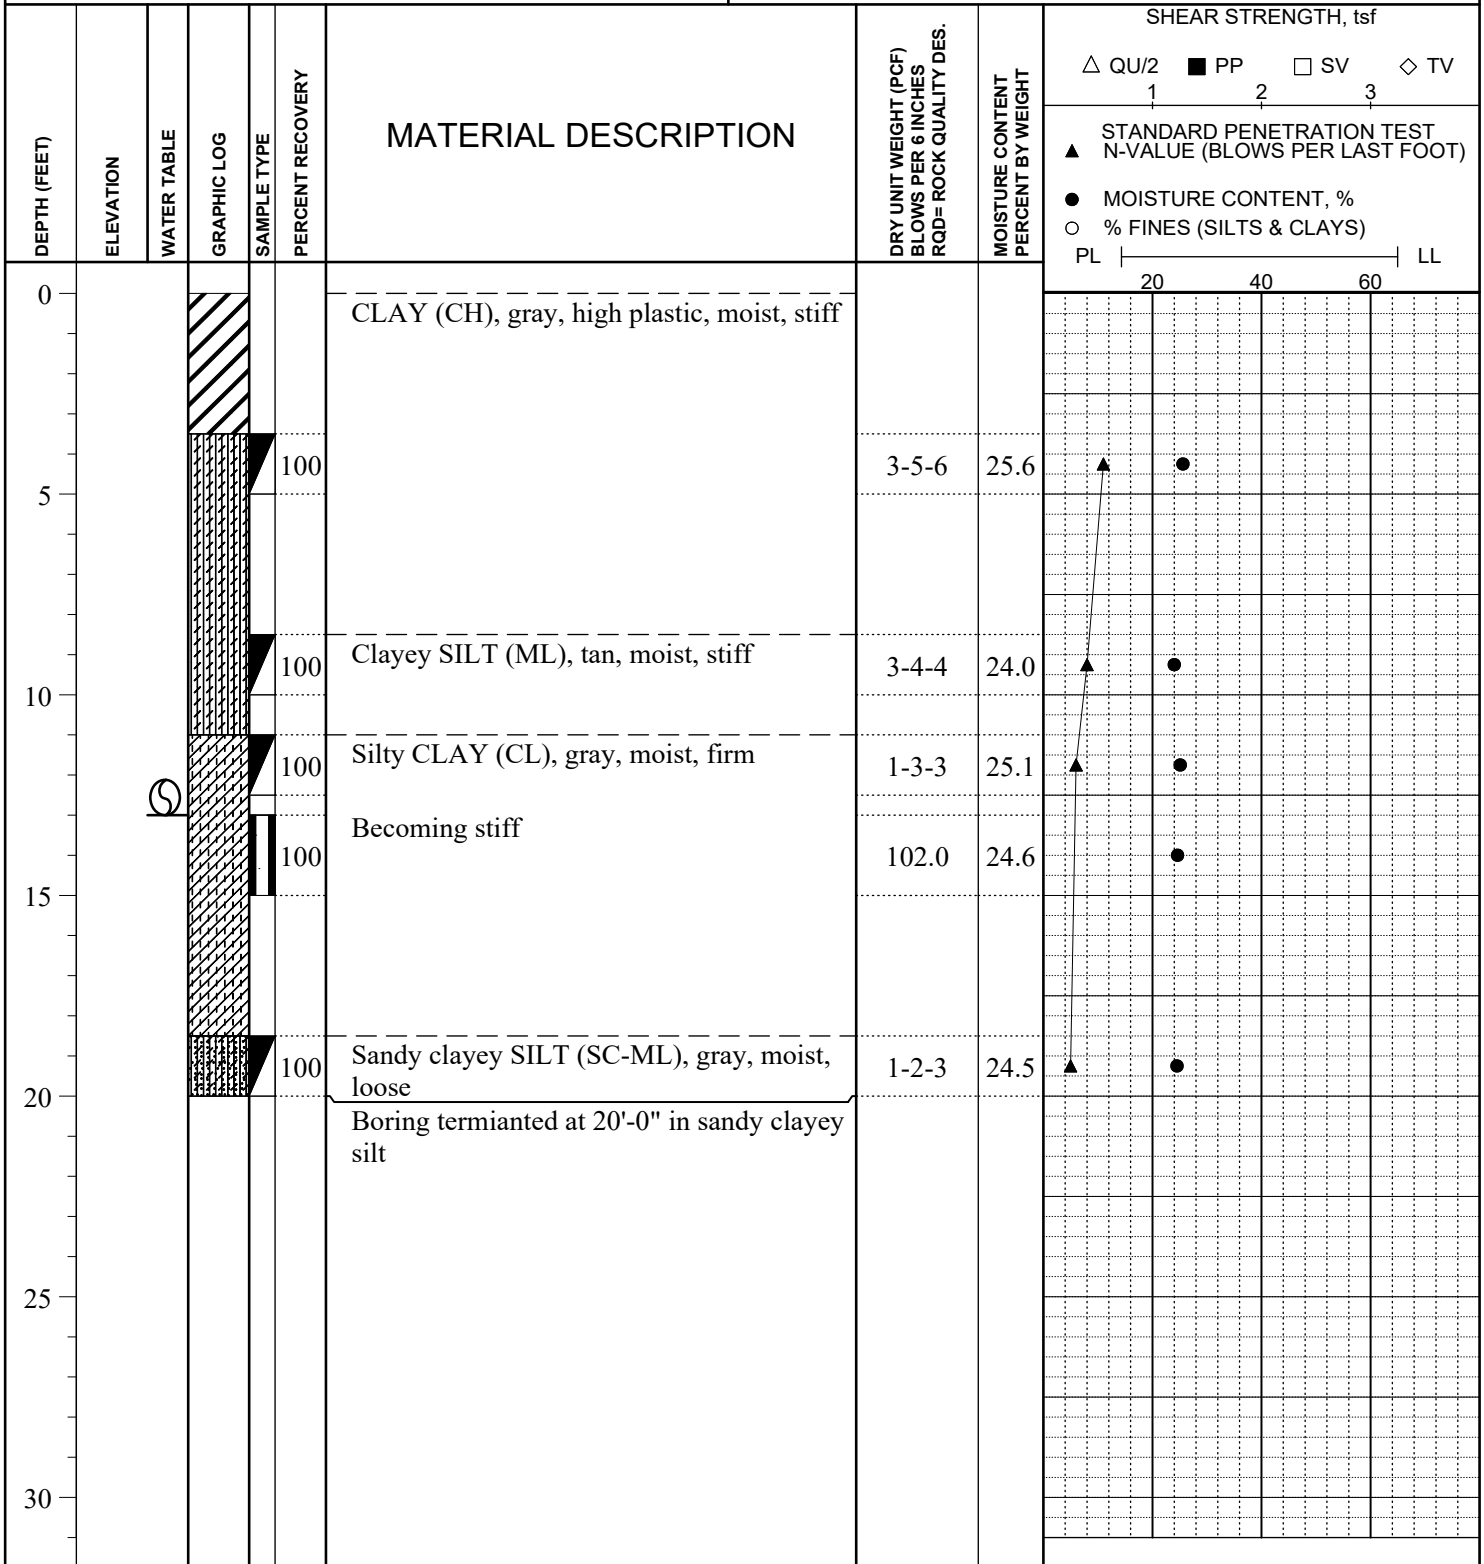 SHEAR STRENGTH, tsf
△ QU/2 ■ PP □ SV ◇ TV
1 2 3
STANDARD PENETRATION TEST
▲ N-VALUE (BLOWS PER LAST FOOT)
● MOISTURE CONTENT, %
○ % FINES (SILTS & CLAYS)
PL LL
20 40 60
DEPTH (FEET)
ELEVATION
WATER TABLE
GRAPHIC LOG
SAMPLE TYPE
PERCENT RECOVERY
MATERIAL DESCRIPTION
DRY UNIT WEIGHT (PCF)
BLOWS PER 6 INCHES
RQD= ROCK QUALITY DES.
MOISTURE CONTENT
PERCENT BY WEIGHT
0
CLAY (CH), gray, high plastic, moist, stiff
100 3-5-6 25.6
5
Clayey SILT (ML), tan, moist, stiff
100 3-4-4 24.0
10
Silty CLAY (CL), gray, moist, firm
100 1-3-3 25.1
Becoming stiff
100 102.0 24.6
15
Sandy clayey SILT (SC-ML), gray, moist,
loose
100 1-2-3 24.5
20
Boring termianted at 20'-0" in sandy clayey
silt
25
30